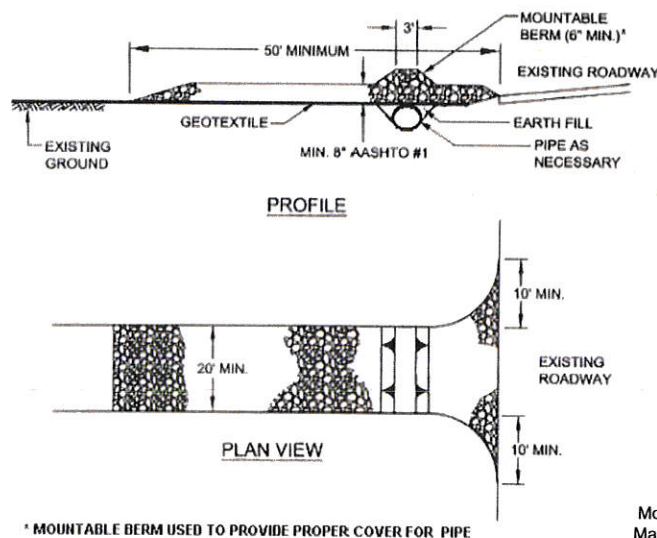 3'
MOUNTABLE
BERM (6" MIN.)*
50' MINIMUM
EXISTING ROADWAY
GEOTEXTILE
EARTH FILL
EXISTING
GROUND
MIN. 8" AASHTO #1
PIPE AS
NECESSARY
PROFILE
10' MIN.
20' MIN.
EXISTING
ROADWAY
10' MIN.
PLAN VIEW
* MOUNTABLE BERM USED TO PROVIDE PROPER COVER FOR PIPE
Mo
Ma